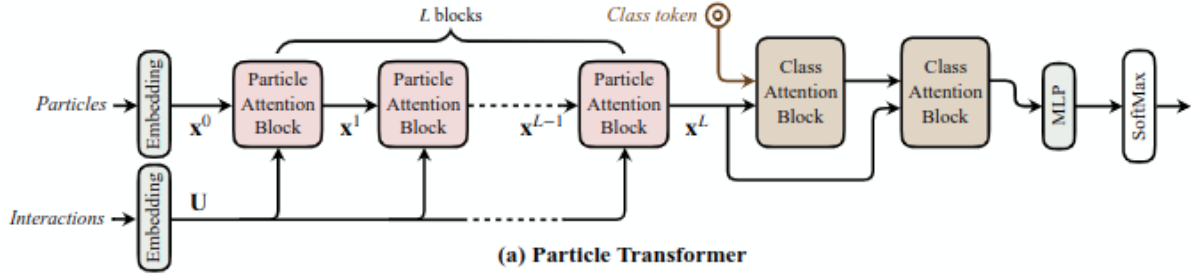 L blocks
Class token
Particles
Embedding
x⁰
Particle
Attention
Block
x¹
Particle
Attention
Block
xᴸ⁻¹
Particle
Attention
Block
xᴸ
Class
Attention
Block
Class
Attention
Block
MLP
SoftMax
Interactions
Embedding
U
(a) Particle Transformer